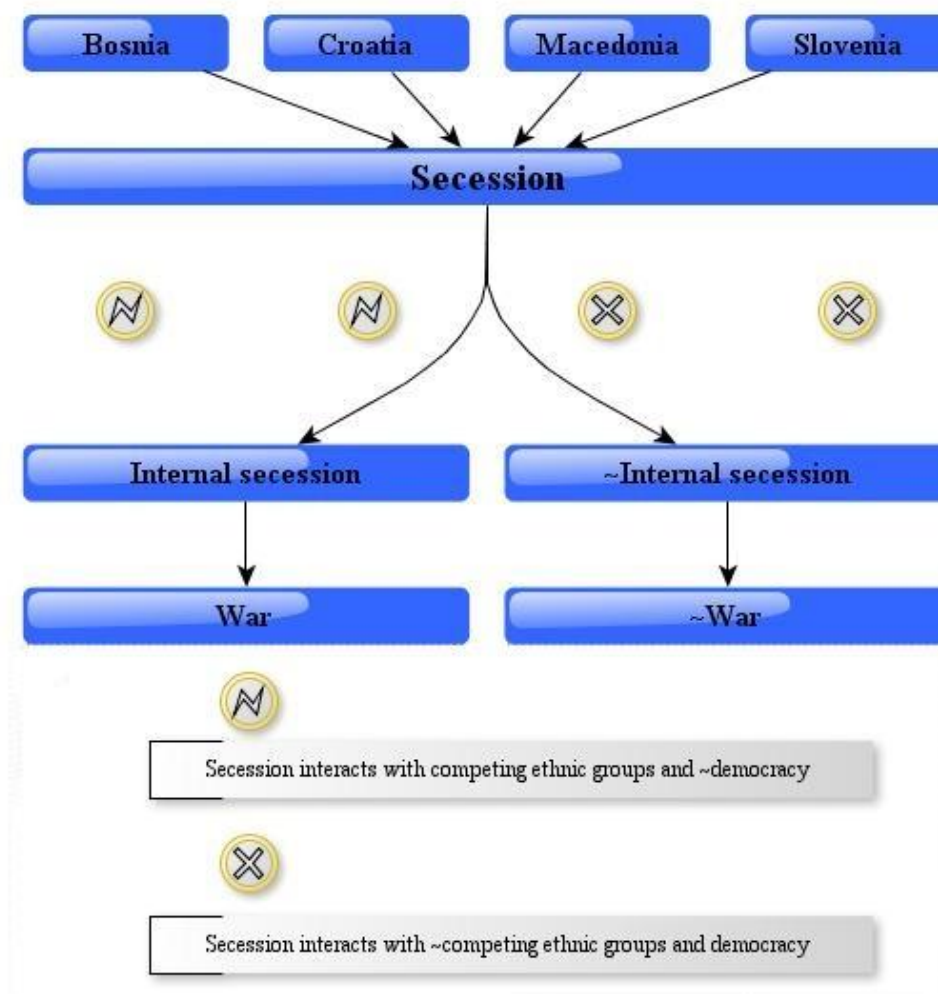 Bosnia
Croatia
Macedonia
Slovenia
Secession
Internal secession
~Internal secession
War
~War
Secession interacts with competing ethnic groups and ~democracy
Secession interacts with ~competing ethnic groups and democracy